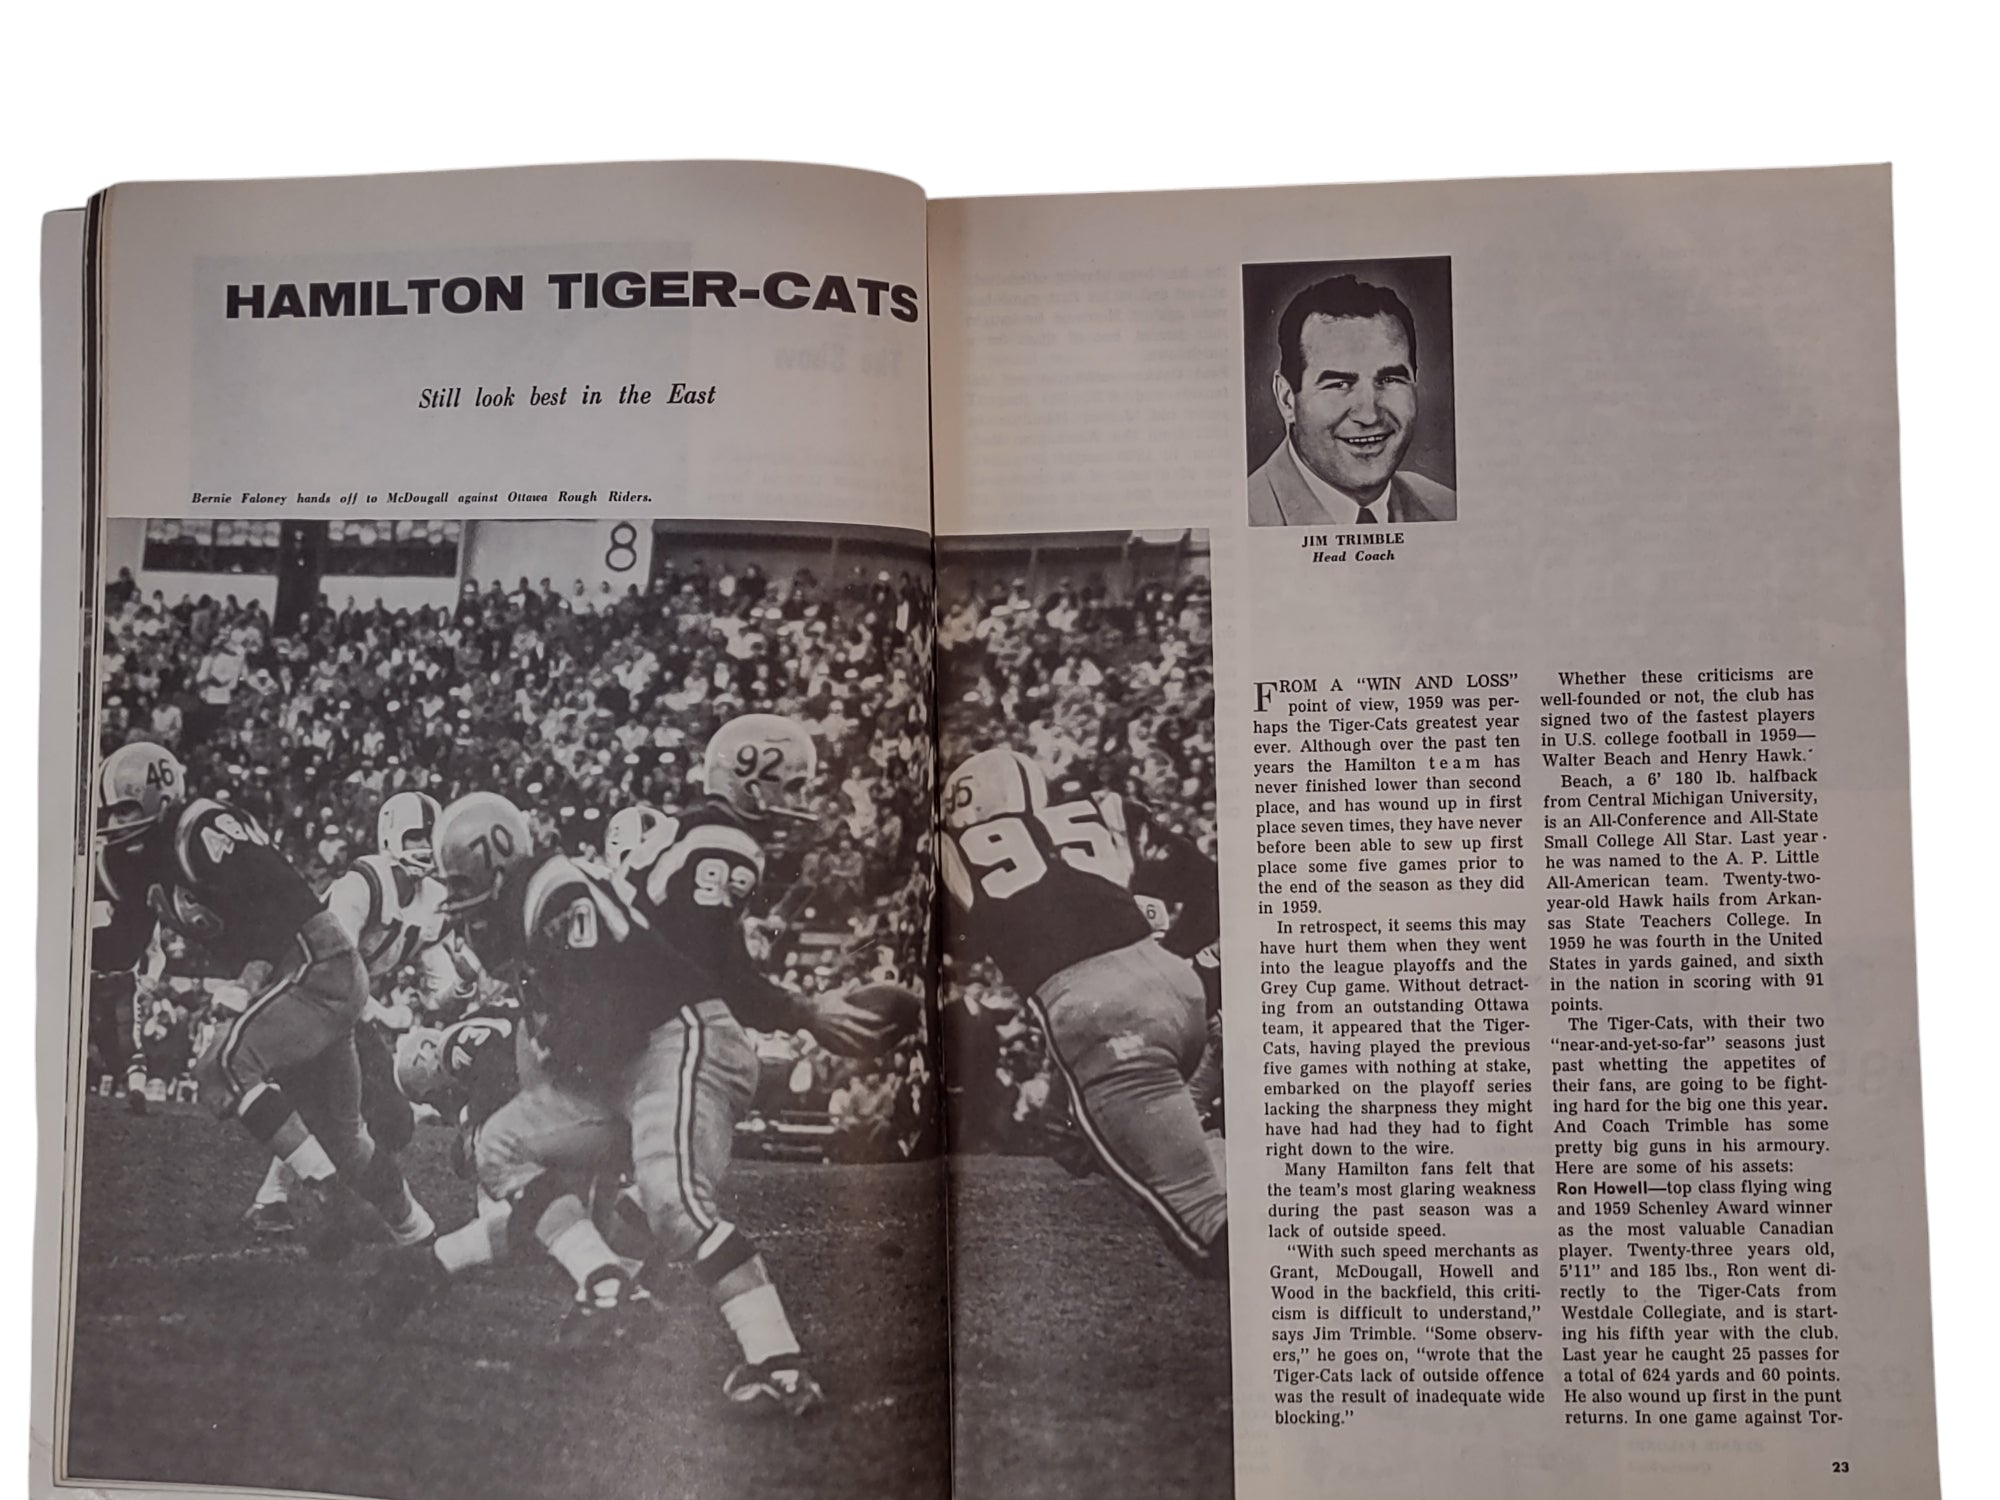 HAMILTON TIGER-CATS
Still look best in the East
Bernie Faloney hands off to McDougall against Ottawa Rough Riders.
8
46
46
70
0
92
92
95
95
6
JIM TRIMBLE
Head Coach
FROM A “WIN AND LOSS”
point of view, 1959 was per-
haps the Tiger-Cats greatest year
ever. Although over the past ten
years the Hamilton team has
never finished lower than second
place, and has wound up in first
place seven times, they have never
before been able to sew up first
place some five games prior to
the end of the season as they did
in 1959.
In retrospect, it seems this may
have hurt them when they went
into the league playoffs and the
Grey Cup game. Without detract-
ing from an outstanding Ottawa
team, it appeared that the Tiger-
Cats, having played the previous
five games with nothing at stake,
embarked on the playoff series
lacking the sharpness they might
have had had they had to fight
right down to the wire.
Many Hamilton fans felt that
the team’s most glaring weakness
during the past season was a
lack of outside speed.
“With such speed merchants as
Grant, McDougall, Howell and
Wood in the backfield, this criti-
cism is difficult to understand,”
says Jim Trimble. “Some observ-
ers,” he goes on, “wrote that the
Tiger-Cats lack of outside offence
was the result of inadequate wide
blocking.”
Whether these criticisms are
well-founded or not, the club has
signed two of the fastest players
in U.S. college football in 1959—
Walter Beach and Henry Hawk.
Beach, a 6’ 180 lb. halfback
from Central Michigan University,
is an All-Conference and All-State
Small College All Star. Last year
he was named to the A. P. Little
All-American team. Twenty-two-
year-old Hawk hails from Arkan-
sas State Teachers College. In
1959 he was fourth in the United
States in yards gained, and sixth
in the nation in scoring with 91
points.
The Tiger-Cats, with their two
“near-and-yet-so-far” seasons just
past whetting the appetites of
their fans, are going to be fight-
ing hard for the big one this year.
And Coach Trimble has some
pretty big guns in his armoury.
Here are some of his assets:
Ron Howell—top class flying wing
and 1959 Schenley Award winner
as the most valuable Canadian
player. Twenty-three years old,
5’11” and 185 lbs., Ron went di-
rectly to the Tiger-Cats from
Westdale Collegiate, and is start-
ing his fifth year with the club.
Last year he caught 25 passes for
a total of 624 yards and 60 points.
He also wound up first in the punt
returns. In one game against Tor-
23